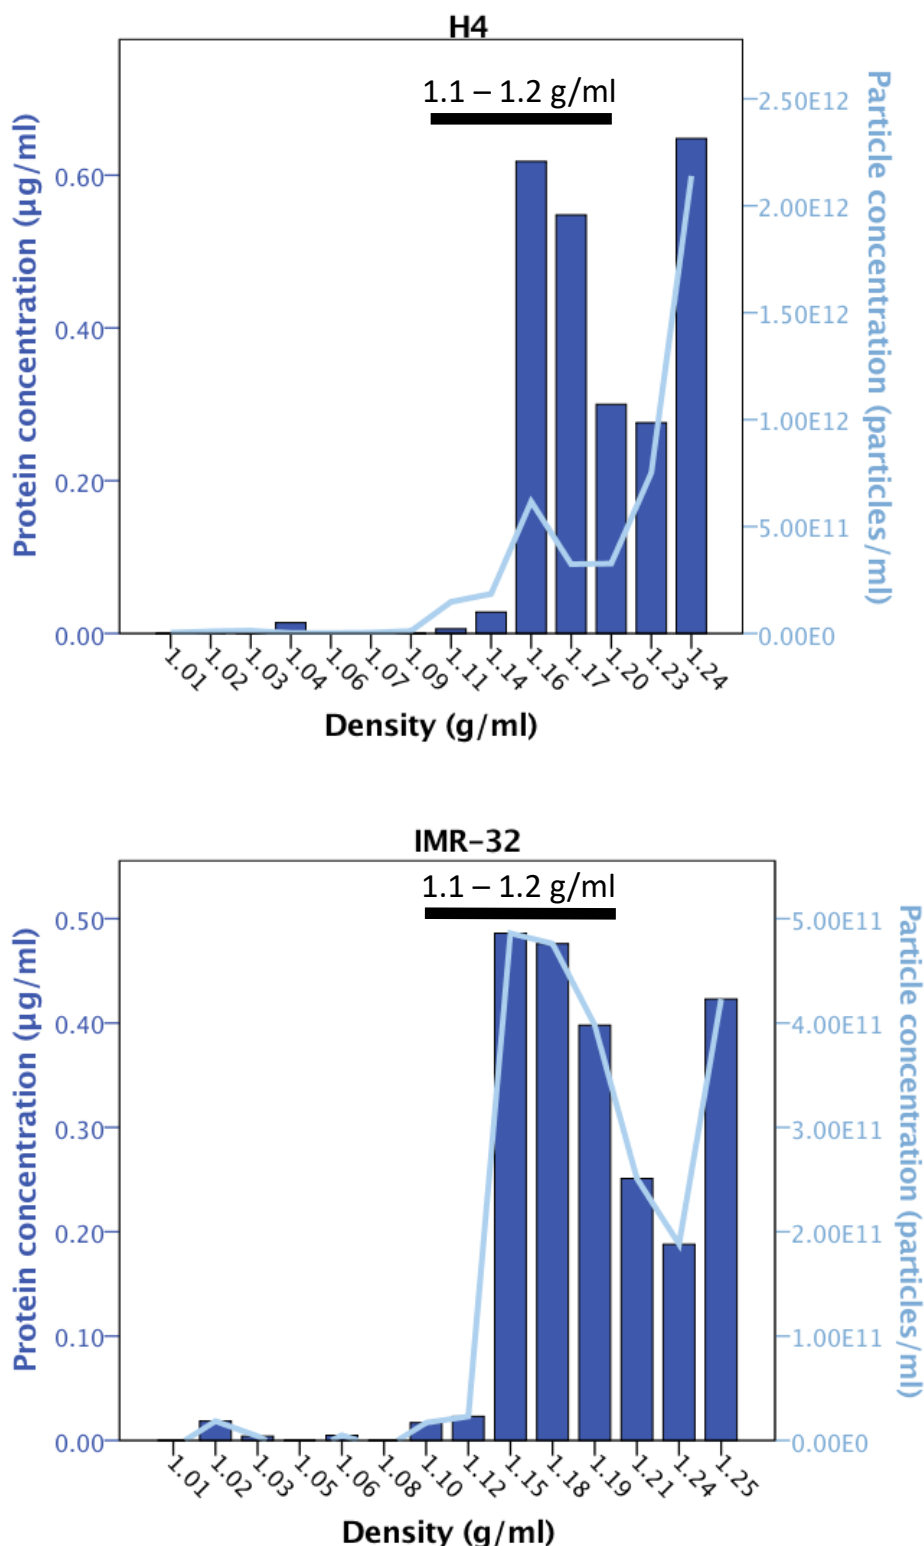 H4
1.1 – 1.2 g/ml
Protein concentration (µg/ml)
0.60
0.40
0.20
0.00
2.50E12
2.00E12
1.50E12
1.00E12
5.00E11
0.00E0
Particle concentration (particles/ml)
1.01 1.02 1.03 1.04 1.06 1.07 1.09 1.11 1.14 1.16 1.17 1.20 1.23 1.24
Density (g/ml)
IMR-32
1.1 – 1.2 g/ml
Protein concentration (µg/ml)
0.50
0.40
0.30
0.20
0.10
0.00
5.00E11
4.00E11
3.00E11
2.00E11
1.00E11
0.00E0
Particle concentration (particles/ml)
1.01 1.02 1.03 1.05 1.06 1.08 1.10 1.12 1.15 1.18 1.19 1.21 1.24 1.25
Density (g/ml)